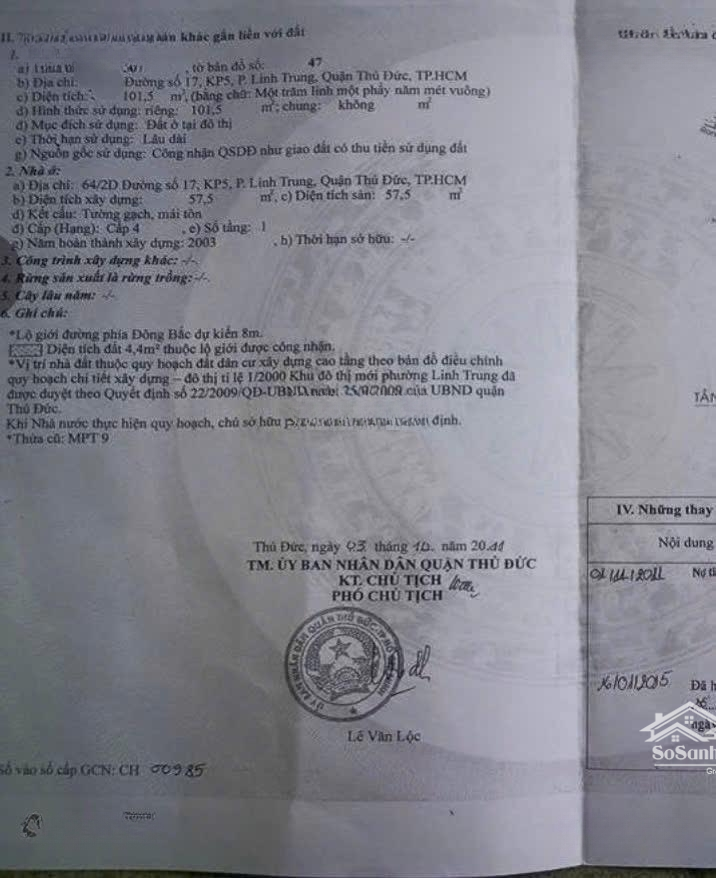 khác gắn liền với đất
1.
, tờ bản đồ số: 47
b) Địa chỉ: Đường số 17, KP5, P. Linh Trung, Quận Thủ Đức, TP.HCM
c) Diện tích: 101,5 m², (bằng chữ: Một trăm linh một phẩy năm mét vuông)
d) Hình thức sử dụng: riêng: 101,5 m²; chung: không m²
đ) Mục đích sử dụng: Đất ở tại đô thị
e) Thời hạn sử dụng: Lâu dài
g) Nguồn gốc sử dụng: Công nhận QSDĐ như giao đất có thu tiền sử dụng đất
2. Nhà ở:
a) Địa chỉ: 64/2D Đường số 17, KP5, P. Linh Trung, Quận Thủ Đức, TP.HCM
b) Diện tích xây dựng: 57,5 m², c) Diện tích sàn: 57,5 m²
d) Kết cấu: Tường gạch, mái tôn
đ) Cấp (Hạng): Cấp 4 , e) Số tầng: 1
g) Năm hoàn thành xây dựng: 2003 , h) Thời hạn sở hữu: -/-
3. Công trình xây dựng khác: -/-.
4. Rừng sản xuất là rừng trồng: -/-.
5. Cây lâu năm: -/-
6. Ghi chú:
*Lộ giới đường phía Đông Bắc dự kiến 8m.
Diện tích đất 4,4m² thuộc lộ giới được công nhận.
*Vị trí nhà đất thuộc quy hoạch đất dân cư xây dựng cao tầng theo bản đồ điều chỉnh
quy hoạch chi tiết xây dựng – đô thị tỉ lệ 1/2000 Khu đô thị mới phường Linh Trung đã
được duyệt theo Quyết định số 22/2009/QĐ-UBND của UBND quận
Thủ Đức.
Khi Nhà nước thực hiện quy hoạch, chủ sở hữu định.
*Thửa cũ: MPT 9
Thủ Đức, ngày 03 tháng 10 năm 2011
TM. ỦY BAN NHÂN DÂN QUẬN THỦ ĐỨC
KT. CHỦ TỊCH
PHÓ CHỦ TỊCH
Lê Văn Lộc
Số vào sổ cấp GCN: CH 00985
IV. Những thay
Nội dung
Nợ
16/01/2015 Đã
SoSanh